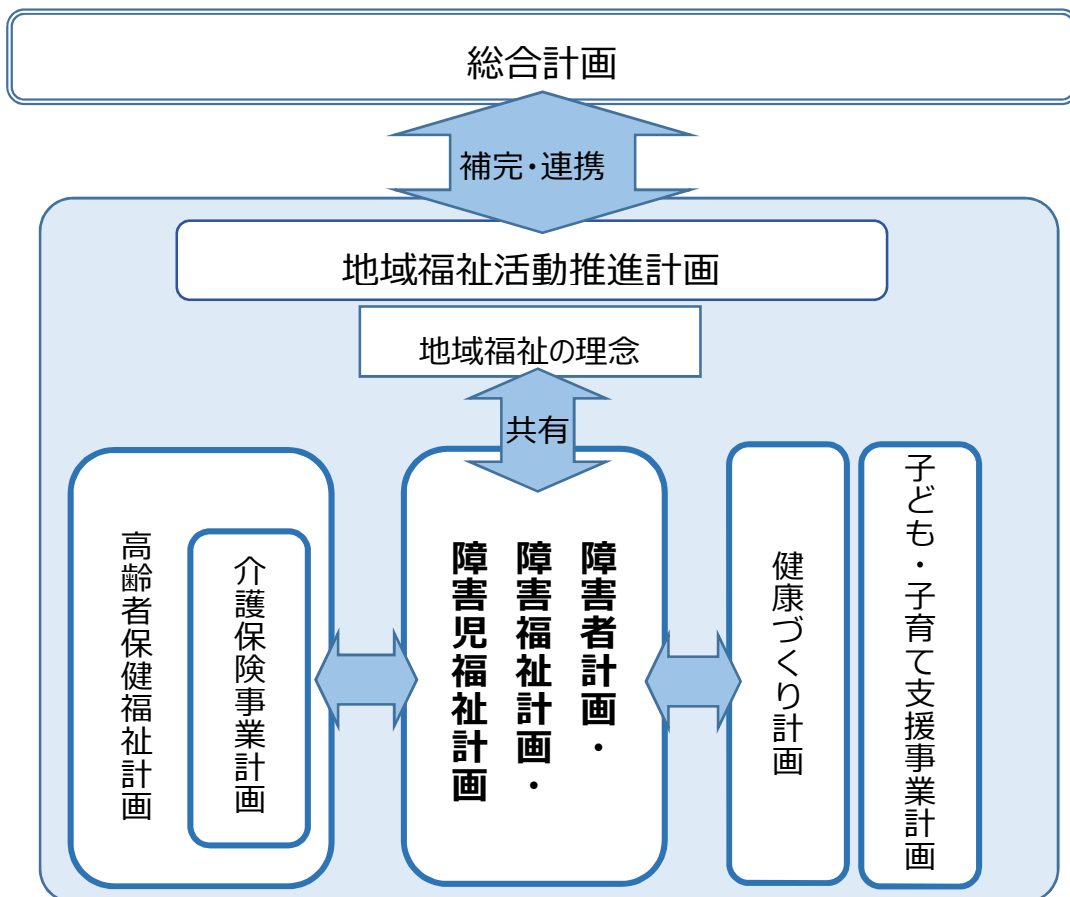 総合計画
補完・連携
地域福祉活動推進計画
地域福祉の理念
共有
高齢者保健福祉計画
介護保険事業計画
障害者計画・
障害福祉計画・
障害児福祉計画
健康づくり計画
子ども・子育て支援事業計画